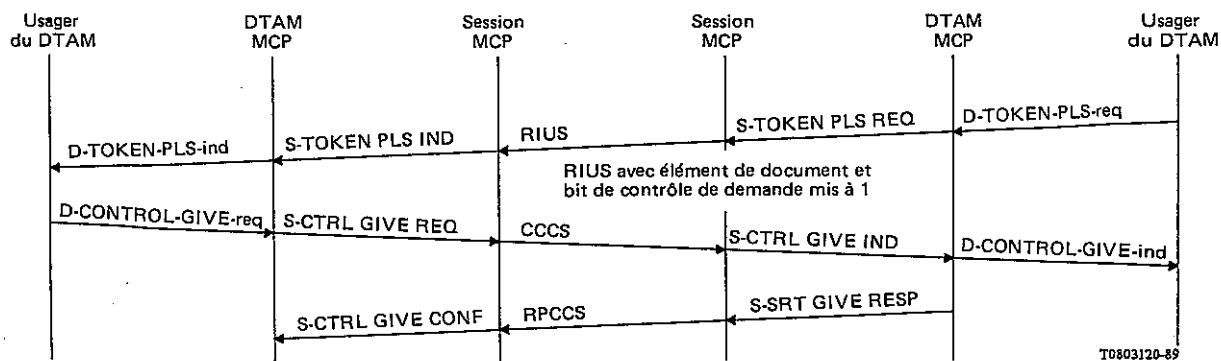 Usager du DTAM
DTAM MCP
Session MCP
Session MCP
DTAM MCP
Usager du DTAM
D-TOKEN-PLS-ind
S-TOKEN PLS IND
RIUS
S-TOKEN PLS REQ
D-TOKEN-PLS-req
RIUS avec élément de document et
bit de contrôle de demande mis à 1
D-CONTROL-GIVE-req
S-CTRL GIVE REQ
CCCS
S-CTRL GIVE IND
D-CONTROL-GIVE-ind
S-CTRL GIVE CONF
RPCCS
S-SRT GIVE RESP
T0803120-89